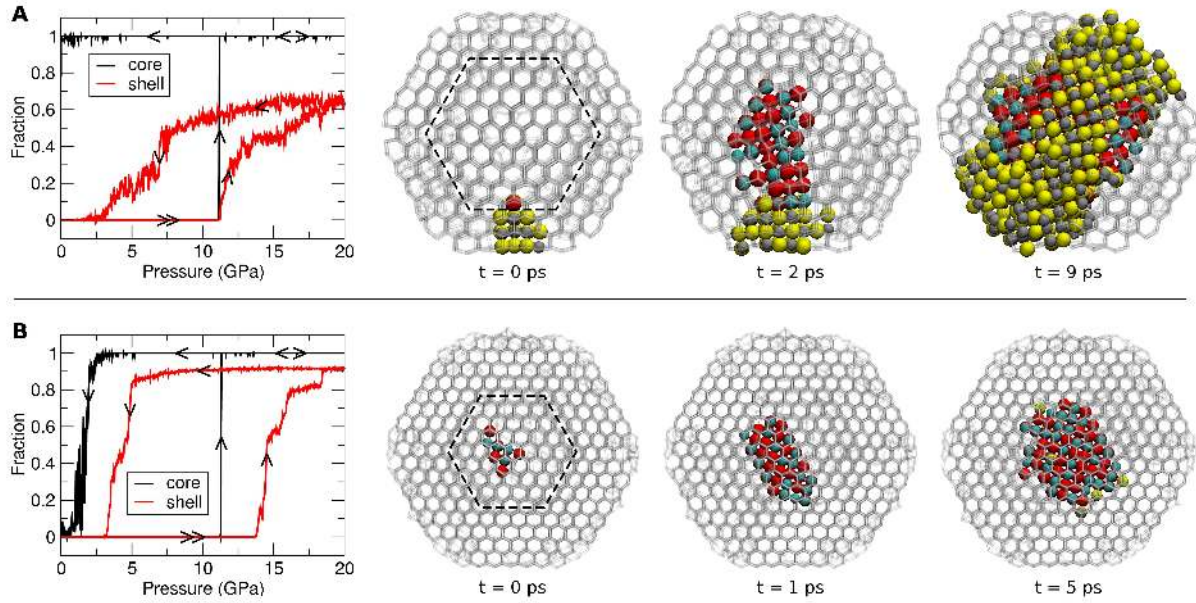 A
1
0.8
0.6
0.4
0.2
0
Fraction
core
shell
0 5 10 15 20
Pressure (GPa)
t = 0 ps
t = 2 ps
t = 9 ps
B
1
0.8
0.6
0.4
0.2
0
Fraction
core
shell
0 5 10 15 20
Pressure (GPa)
t = 0 ps
t = 1 ps
t = 5 ps